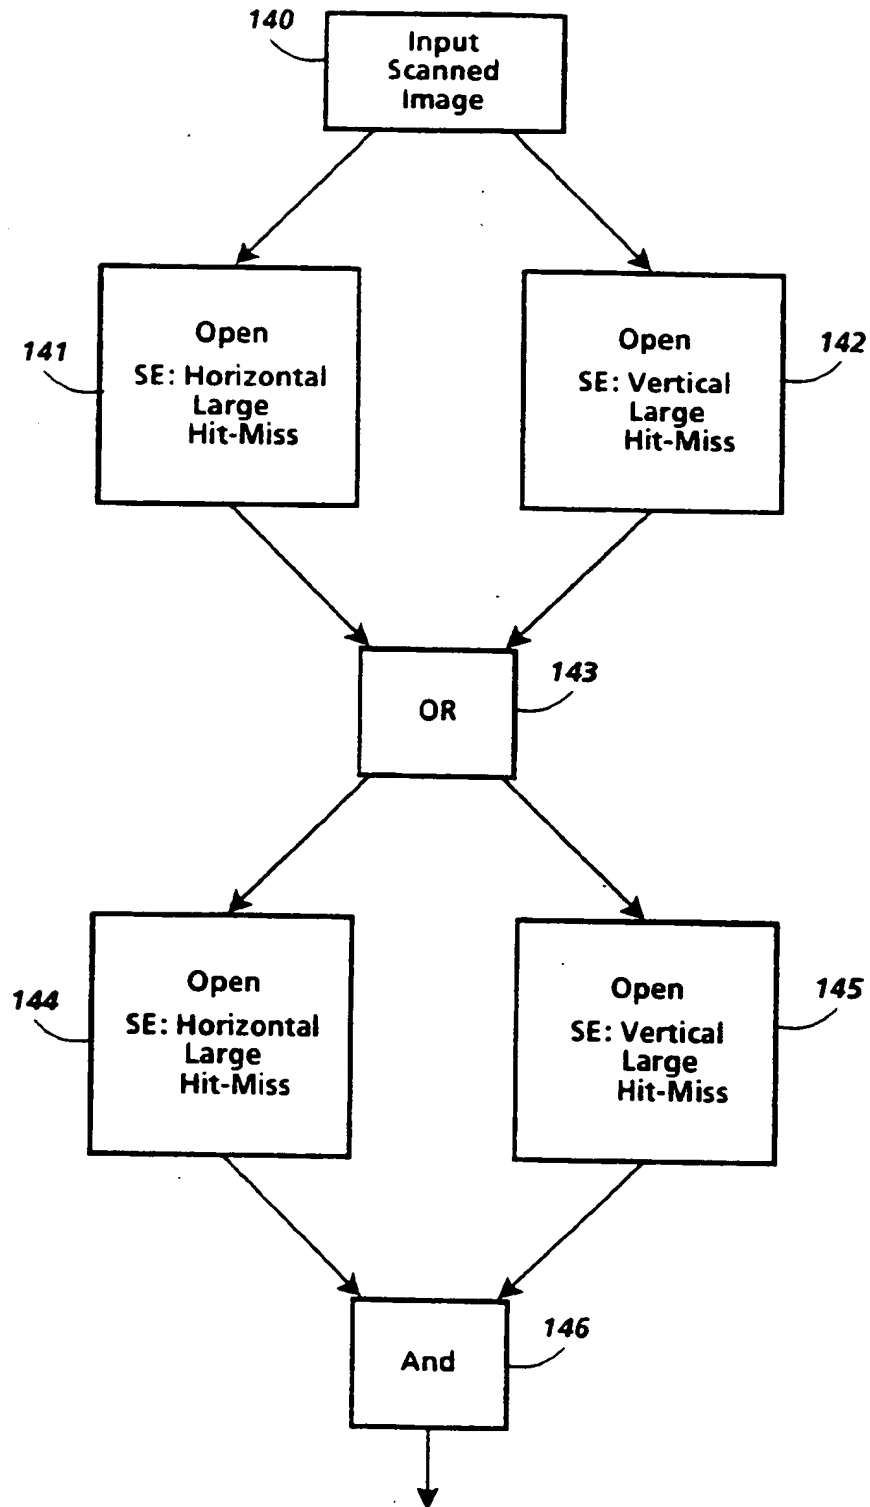 140
Input
Scanned
Image
141
Open
SE: Horizontal
Large
Hit-Miss
Open
SE: Vertical
Large
Hit-Miss
142
OR
143
144
Open
SE: Horizontal
Large
Hit-Miss
Open
SE: Vertical
Large
Hit-Miss
145
And
146